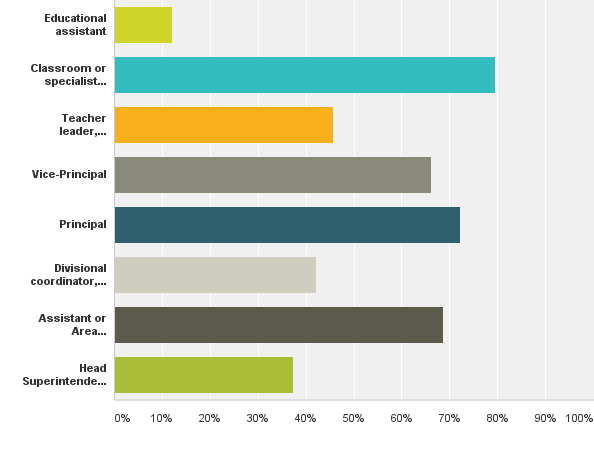 Educational
assistant
Classroom or
specialist...
Teacher
leader,...
Vice-Principal
Principal
Divisional
coordinator,...
Assistant or
Area...
Head
Superintende...
0% 10% 20% 30% 40% 50% 60% 70% 80% 90% 100%